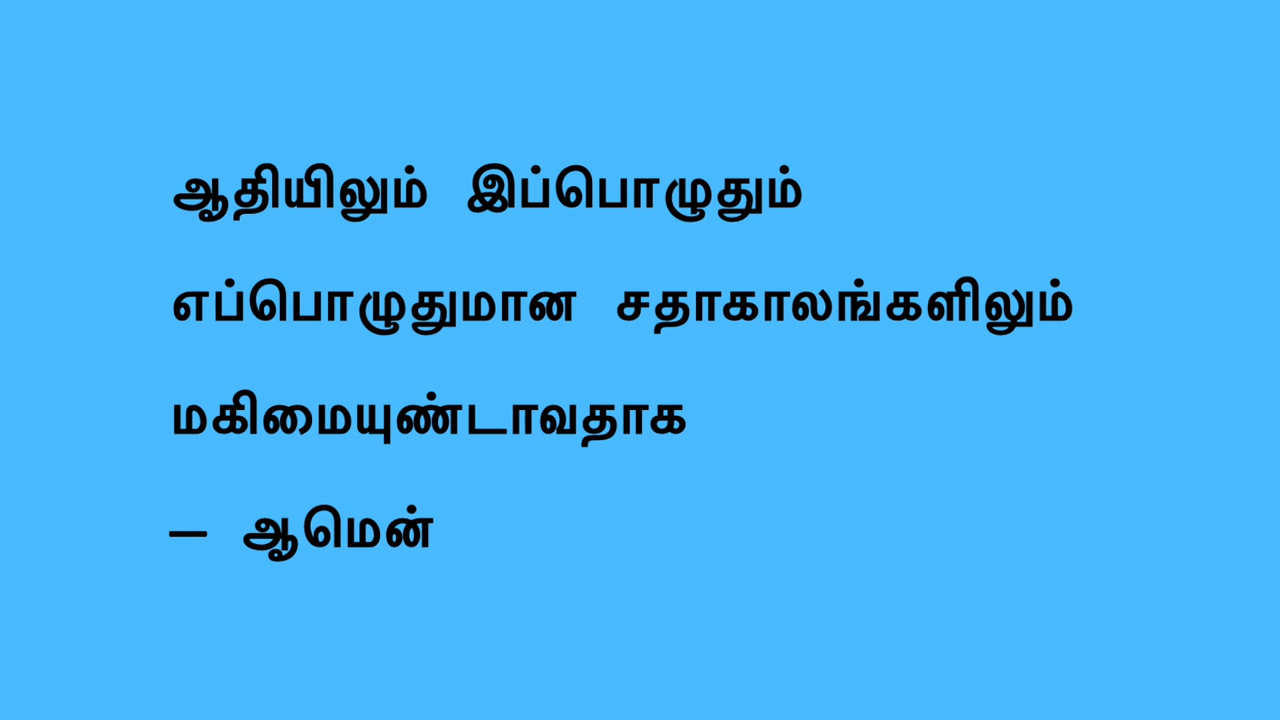 ஆதியிலும் இப்பொழுதும்
எப்பொழுதுமான சதாகாலங்களிலும்
மகிமையுண்டாவதாக
– ஆமென்